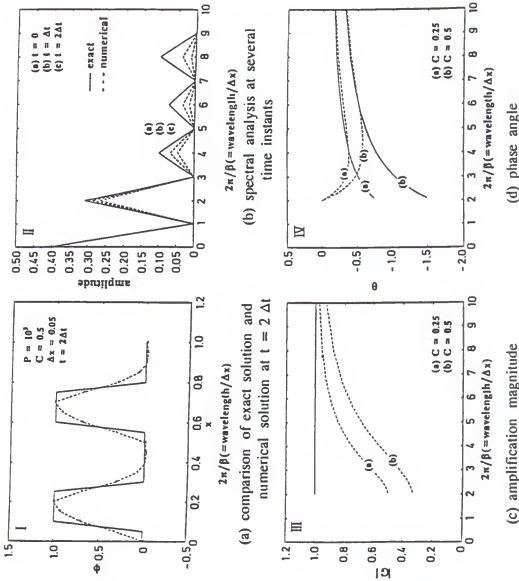 I
P = 10³
C = 0.5
Δx = 0.05
t = 2Δt
1.5
1.0
0.5
0
-0.5
Φ
0.2 0.4 0.6 0.8 1.0 1.2
x
2π/β(=wavelength/Δx)
(a) comparison of exact solution and
numerical solution at t = 2 Δt
II
(a) t = 0
(b) t = Δt
(c) t = 2Δt
exact
numerical
(a)
(b)
(c)
0.50
0.45
0.40
0.35
0.30
0.25
0.20
0.15
0.10
0.05
0
amplitude
0 1 2 3 4 5 6 7 8 9 10
2π/β(=wavelength/Δx)
(b) spectral analysis at several
time instants
III
1.2
1.0
0.8
0.6
0.4
0.2
0
|G|
(a)
(b)
(a) C = 0.25
(b) C = 0.5
0 1 2 3 4 5 6 7 8 9 10
2π/β(=wavelength/Δx)
(c) amplification magnitude
IV
0.5
0
-0.5
-1.0
-1.5
-2.0
θ
(b)
(a)
(b)
(a) C = 0.25
(b) C = 0.5
0 1 2 3 4 5 6 7 8 9 10
2π/β(=wavelength/Δx)
(d) phase angle